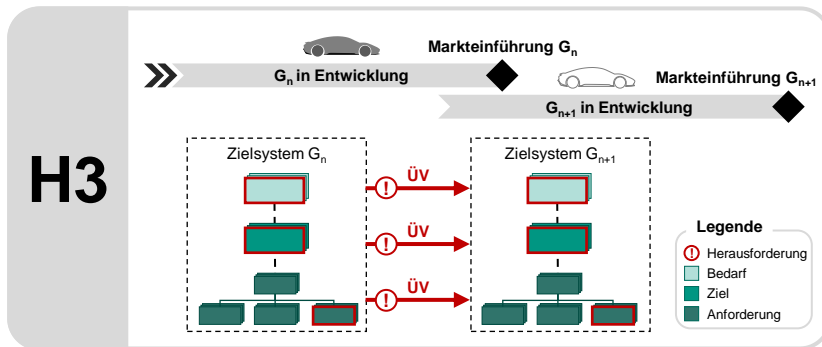 H3
Markteinführung Gn
Gn in Entwicklung
Markteinführung Gn+1
Gn+1 in Entwicklung
Zielsystem Gn
Zielsystem Gn+1
! ÜV
! ÜV
! ÜV
Legende
! Herausforderung
Bedarf
Ziel
Anforderung